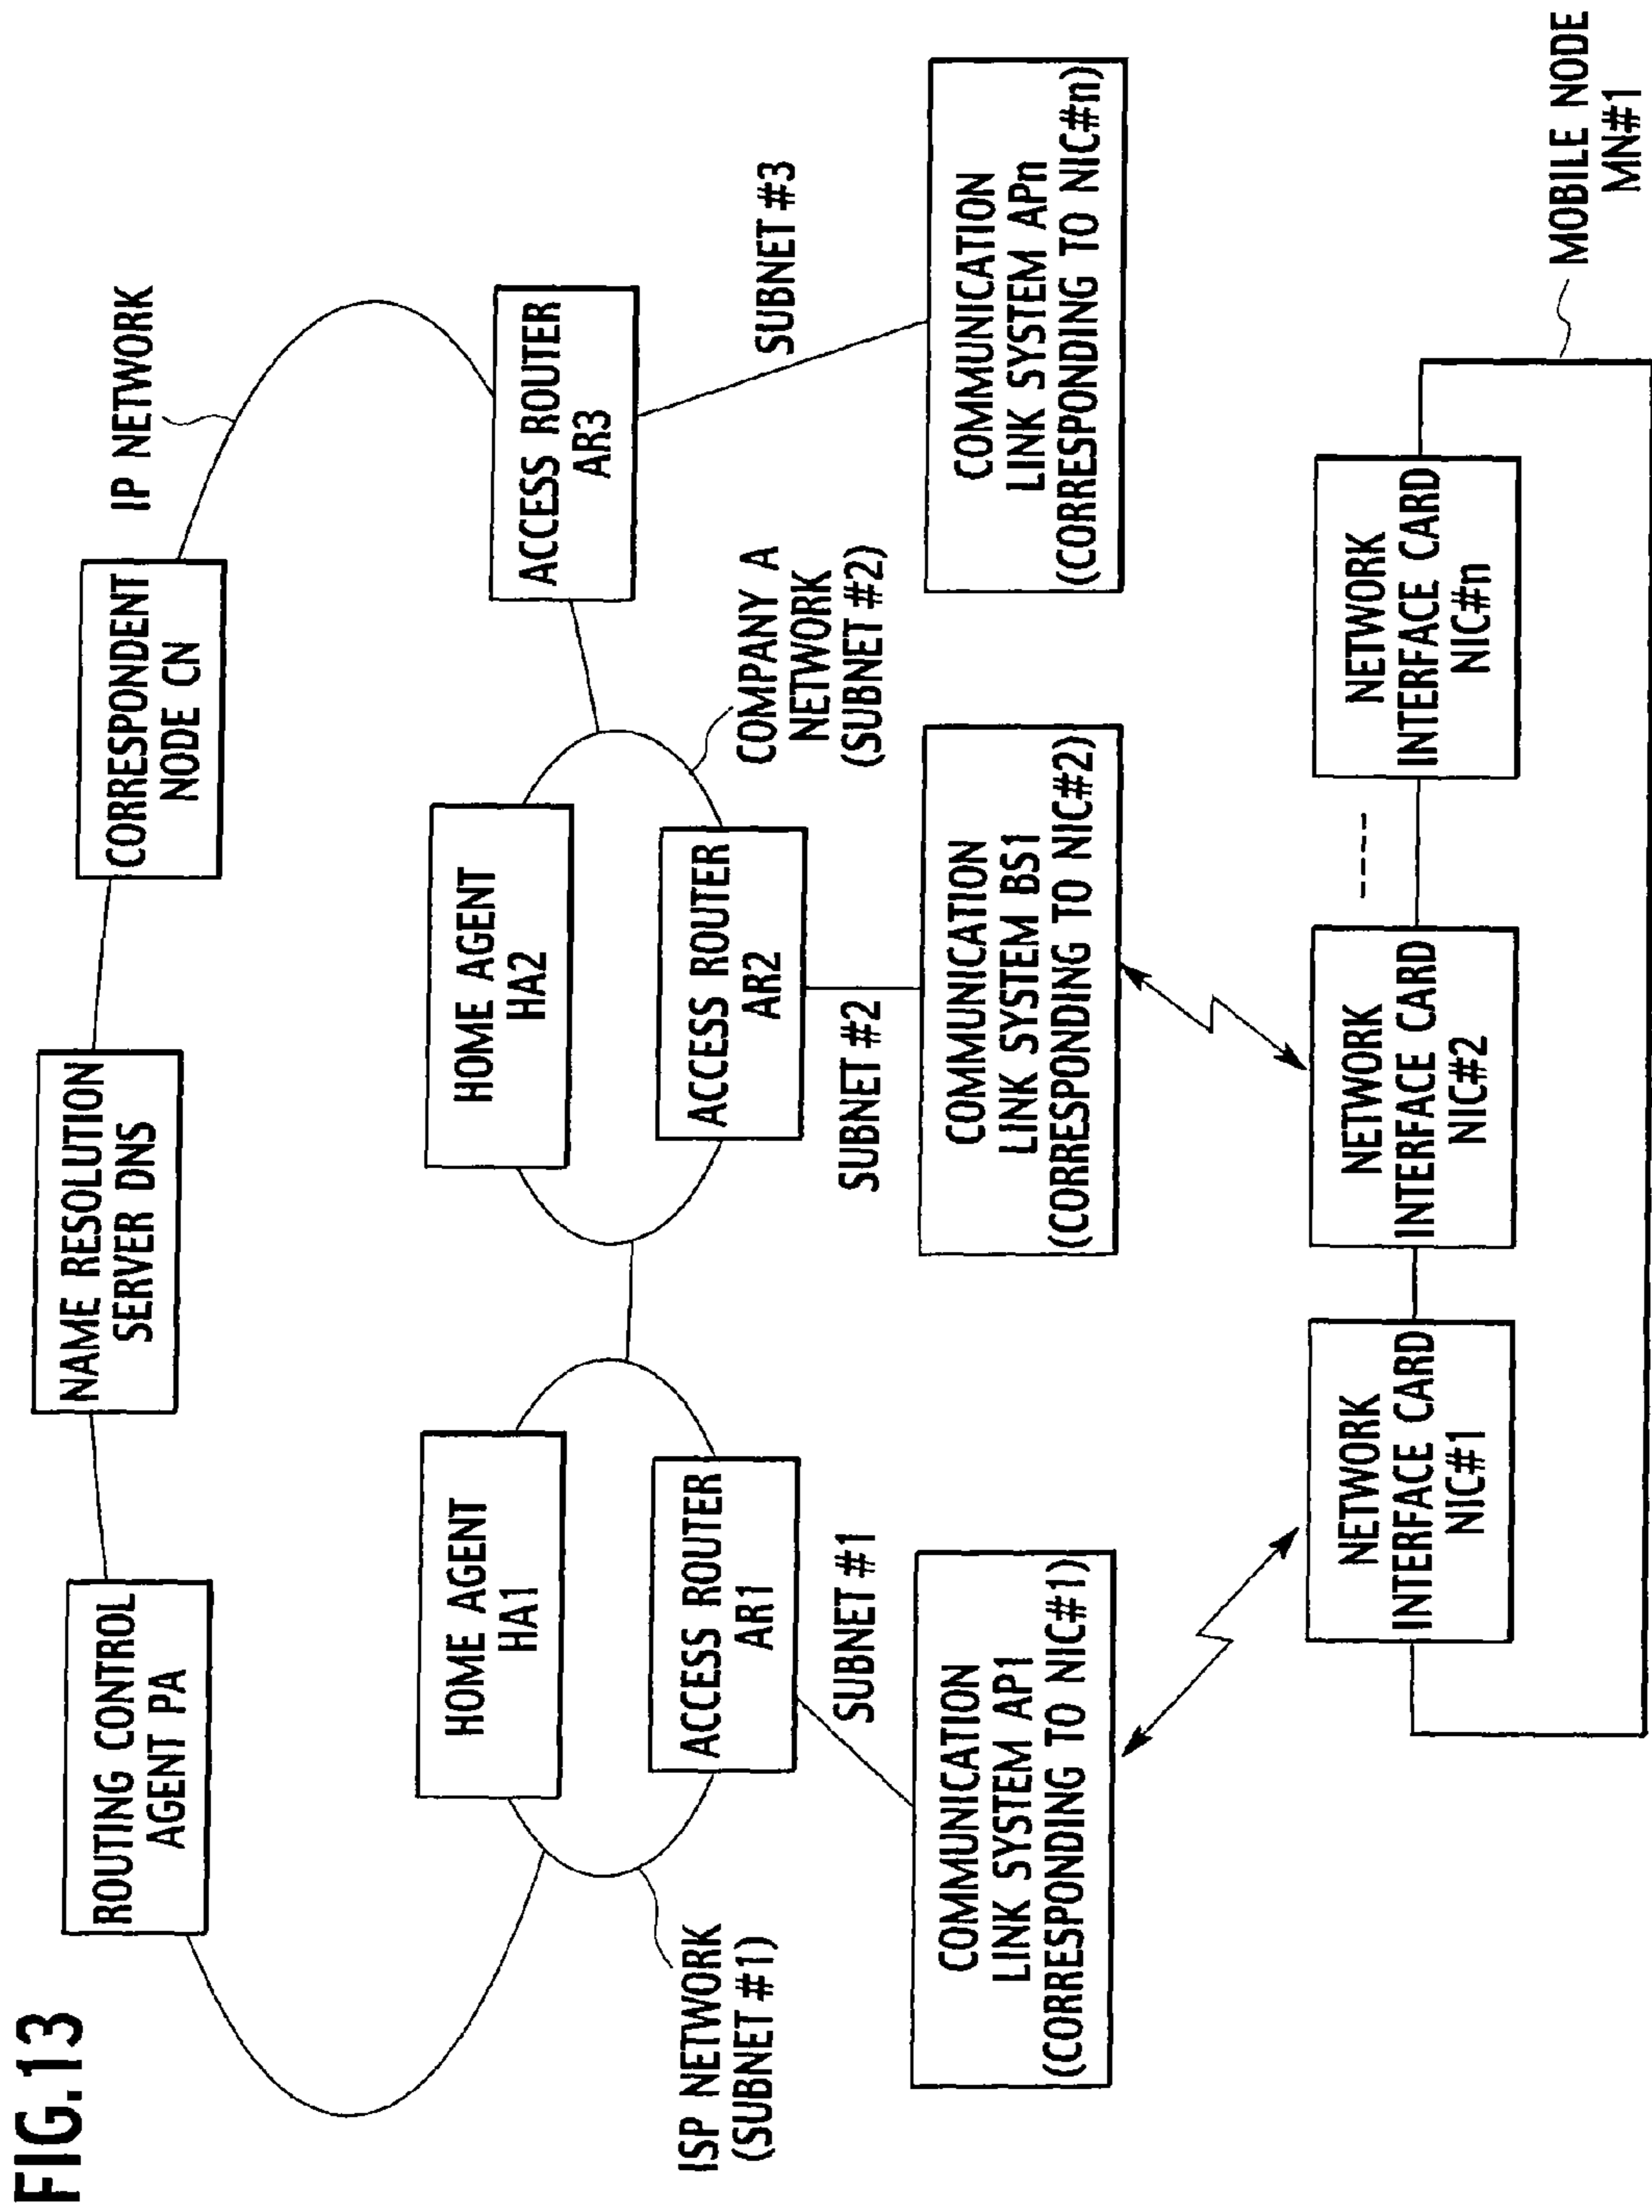 FIG.13
ROUTING CONTROL
AGENT PA
NAME RESOLUTION
SERVER DNS
CORRESPONDENT
NODE CN
IP NETWORK
HOME AGENT
HA1
HOME AGENT
HA2
ACCESS ROUTER
AR3
ISP NETWORK
(SUBNET #1)
ACCESS ROUTER
AR1
ACCESS ROUTER
AR2
COMPANY A
NETWORK
(SUBNET #2)
SUBNET #1
SUBNET #2
SUBNET #3
COMMUNICATION
LINK SYSTEM AP1
(CORRESPONDING TO NIC#1)
COMMUNICATION
LINK SYSTEM BS1
(CORRESPONDING TO NIC#2)
COMMUNICATION
LINK SYSTEM APn
(CORRESPONDING TO NIC#n)
NETWORK
INTERFACE CARD
NIC#1
NETWORK
INTERFACE CARD
NIC#2
NETWORK
INTERFACE CARD
NIC#n
MOBILE NODE
MN#1